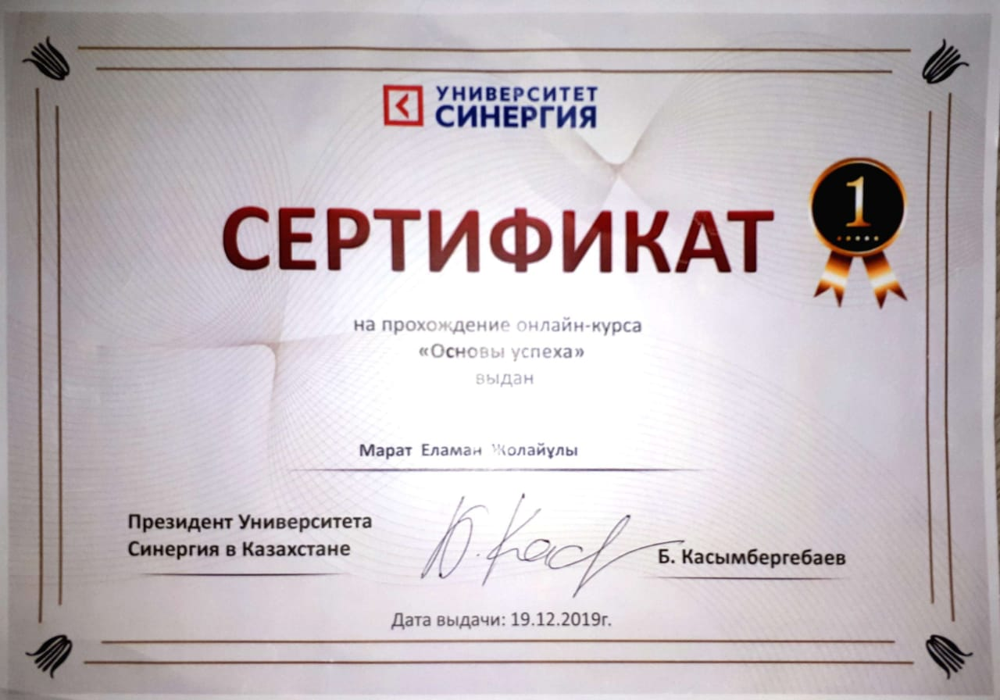 УНИВЕРСИТЕТ
СИНЕРГИЯ
1
СЕРТИФИКАТ
на прохождение онлайн-курса
«Основы успеха»
выдан
Марат Еламан Жолайұлы
Президент Университета
Синергия в Казахстане
Б. Кас
Б. Касымбергебаев
Дата выдачи: 19.12.2019г.